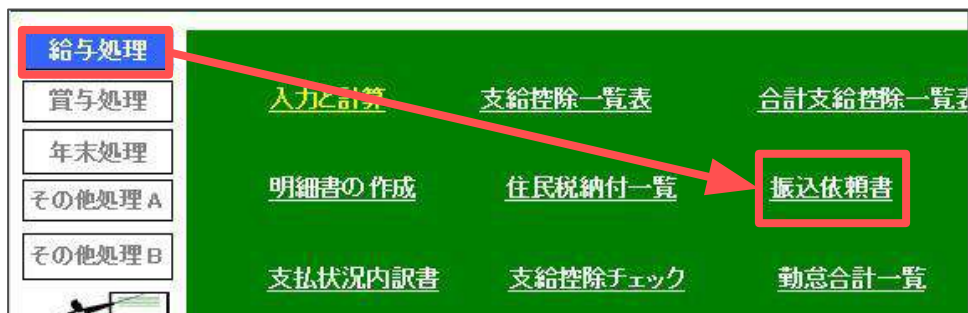 給与処理
賞与処理
年末処理
その他処理A
その他処理B
入力と計算 支給控除一覧表 合計支給控除一覧表
明細書の作成 住民税納付一覧 振込依頼書
支払状況内訳書 支給控除チェック 勤怠合計一覧